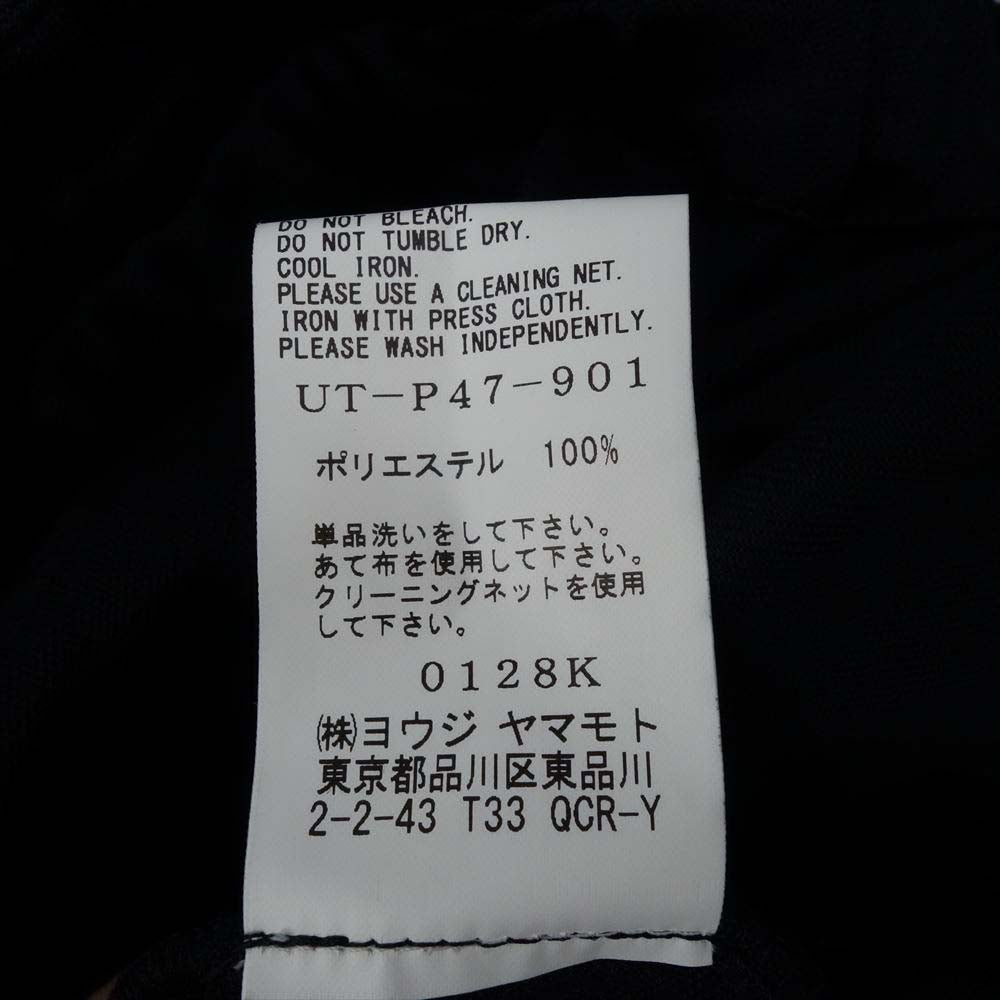 DO NOT BLEACH.
DO NOT TUMBLE DRY.
COOL IRON.
PLEASE USE A CLEANING NET.
IRON WITH PRESS CLOTH.
PLEASE WASH INDEPENDENTLY.
UT-P47-901
ポリエステル 100%
単品洗いをして下さい。
あて布を使用して下さい。
クリーニングネットを使用
して下さい。
0128K
㈱ヨウジ ヤマモト
東京都品川区東品川
2-2-43 T33 QCR-Y